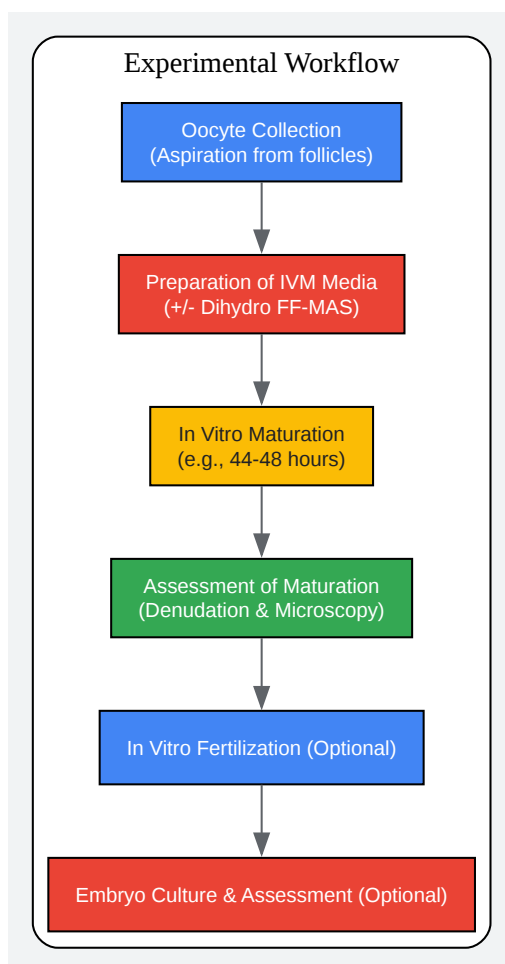 Experimental Workflow
Oocyte Collection
(Aspiration from follicles)
Preparation of IVM Media
(+/- Dihydro FF-MAS)
In Vitro Maturation
(e.g., 44-48 hours)
Assessment of Maturation
(Denudation & Microscopy)
In Vitro Fertilization (Optional)
Embryo Culture & Assessment (Optional)